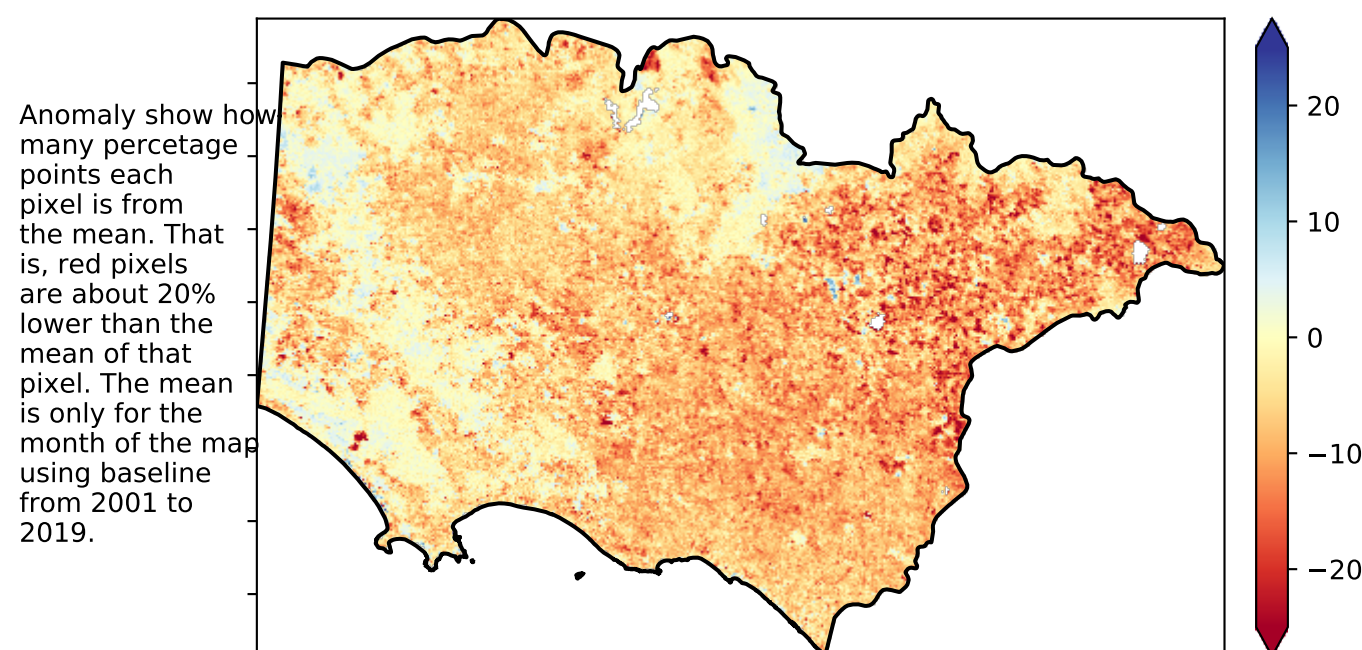 Anomaly show how
many percetage
points each
pixel is from
the mean. That
is, red pixels
are about 20%
lower than the
mean of that
pixel. The mean
is only for the
month of the map
using baseline
from 2001 to
2019.
20
10
0
−10
−20